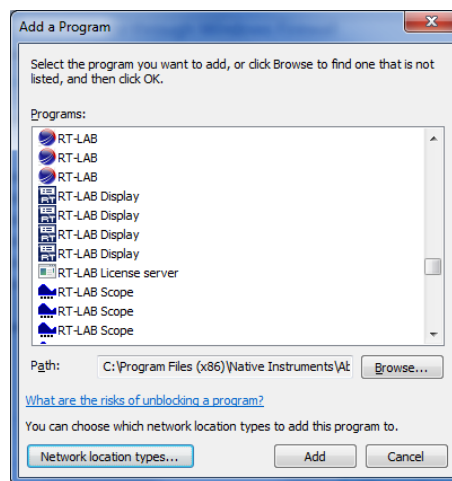 Add a Program
Select the program you want to add, or click Browse to find one that is not
listed, and then click OK.
Programs:
RT-LAB
RT-LAB
RT-LAB
RT-LAB Display
RT-LAB Display
RT-LAB Display
RT-LAB Display
RT-LAB License server
RT-LAB Scope
RT-LAB Scope
RT-LAB Scope
Path: C:\Program Files (x86)\Native Instruments\Ab Browse...
What are the risks of unblocking a program?
You can choose which network location types to add this program to.
Network location types... Add Cancel